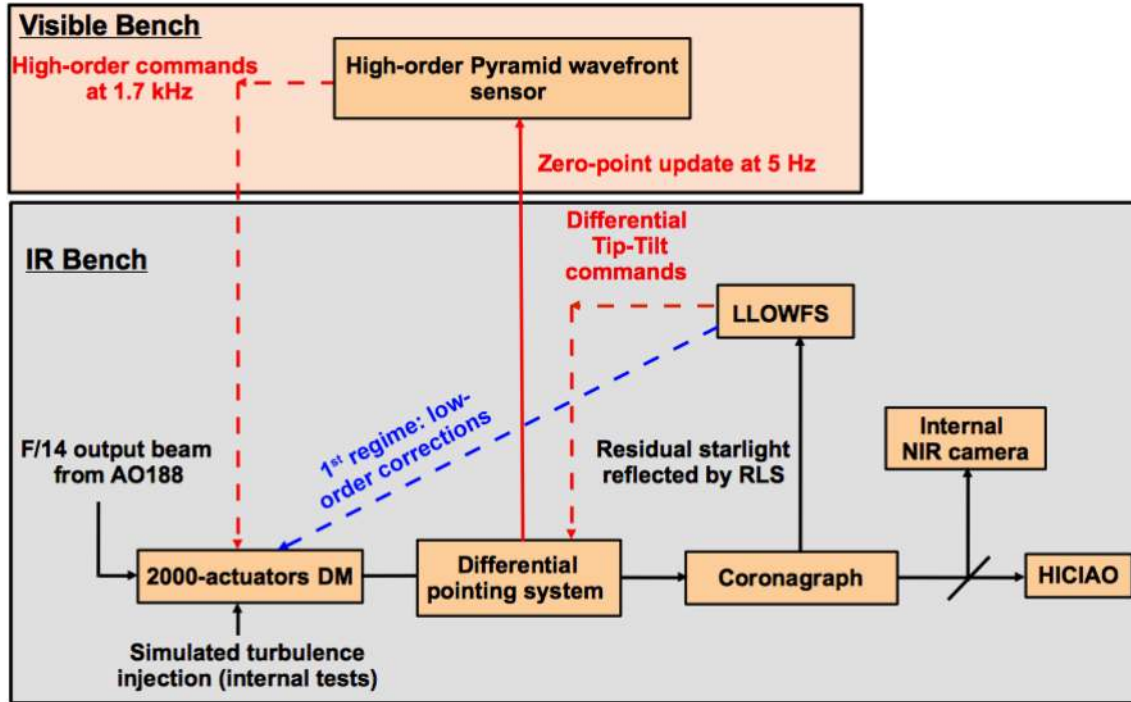 Visible Bench
High-order commands
at 1.7 kHz
High-order Pyramid wavefront
sensor
Zero-point update at 5 Hz
IR Bench
Differential
Tip-Tilt
commands
LLOWFS
1st regime: low-
order corrections
F/14 output beam
from AO188
Residual starlight
reflected by RLS
Internal
NIR camera
2000-actuators DM
Differential
pointing system
Coronagraph
HICIAO
Simulated turbulence
injection (internal tests)